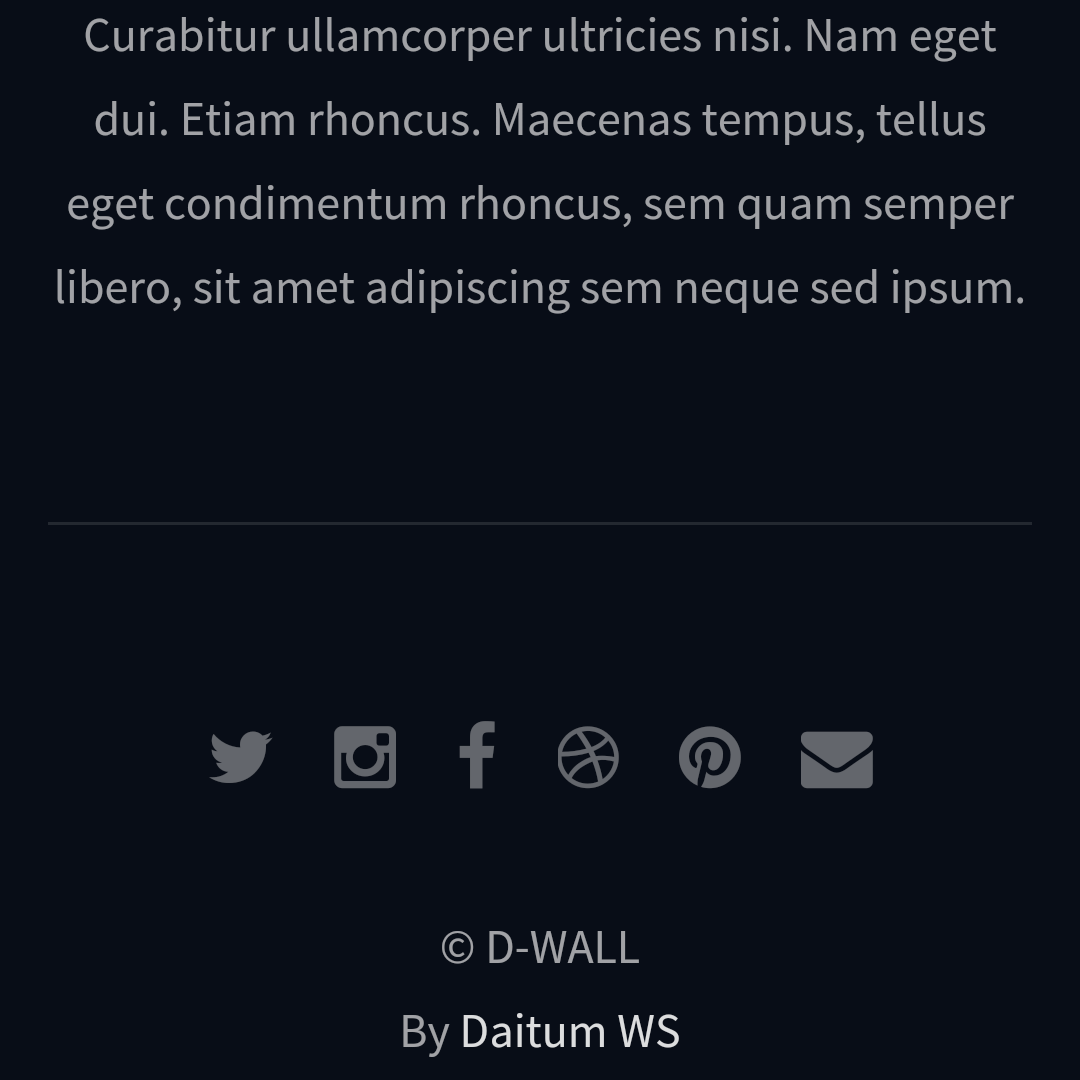 Curabitur ullamcorper ultricies nisi. Nam eget
dui. Etiam rhoncus. Maecenas tempus, tellus
eget condimentum rhoncus, sem quam semper
libero, sit amet adipiscing sem neque sed ipsum.
© D-WALL
By Daitum WS